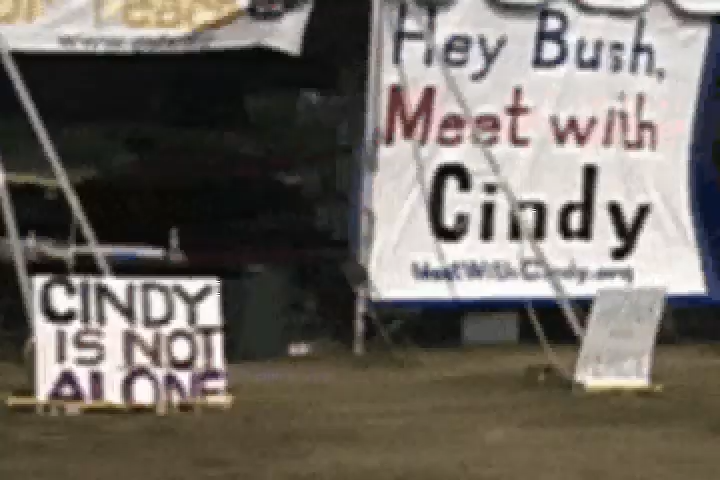 Hey Bush,
Meet with
Cindy
MeetWithCindy.org
CINDY
IS NOT
ALONE